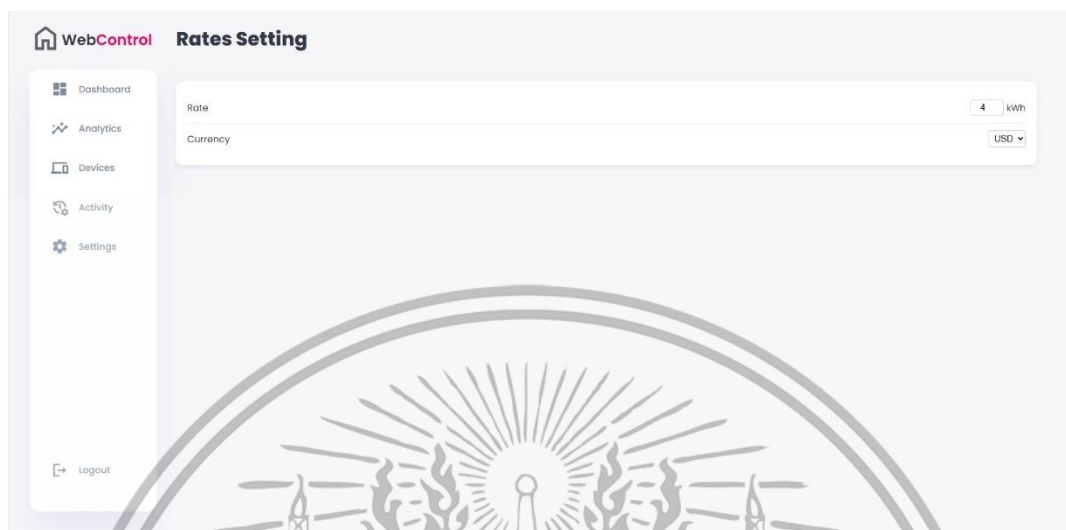 WebControl
Rates Setting
Dashboard
Analytics
Devices
Activity
Settings
Logout
Rate 4 kWh
Currency USD